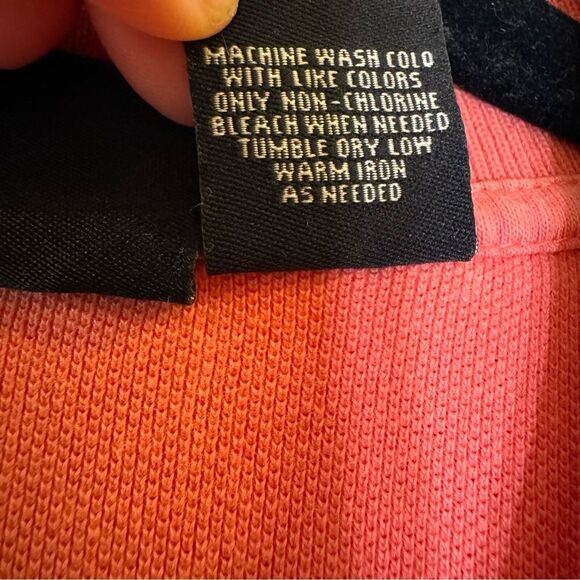 MACHINE WASH COLD
WITH LIKE COLORS
ONLY NON-CHLORINE
BLEACH WHEN NEEDED
TUMBLE DRY LOW
WARM IRON
AS NEEDED